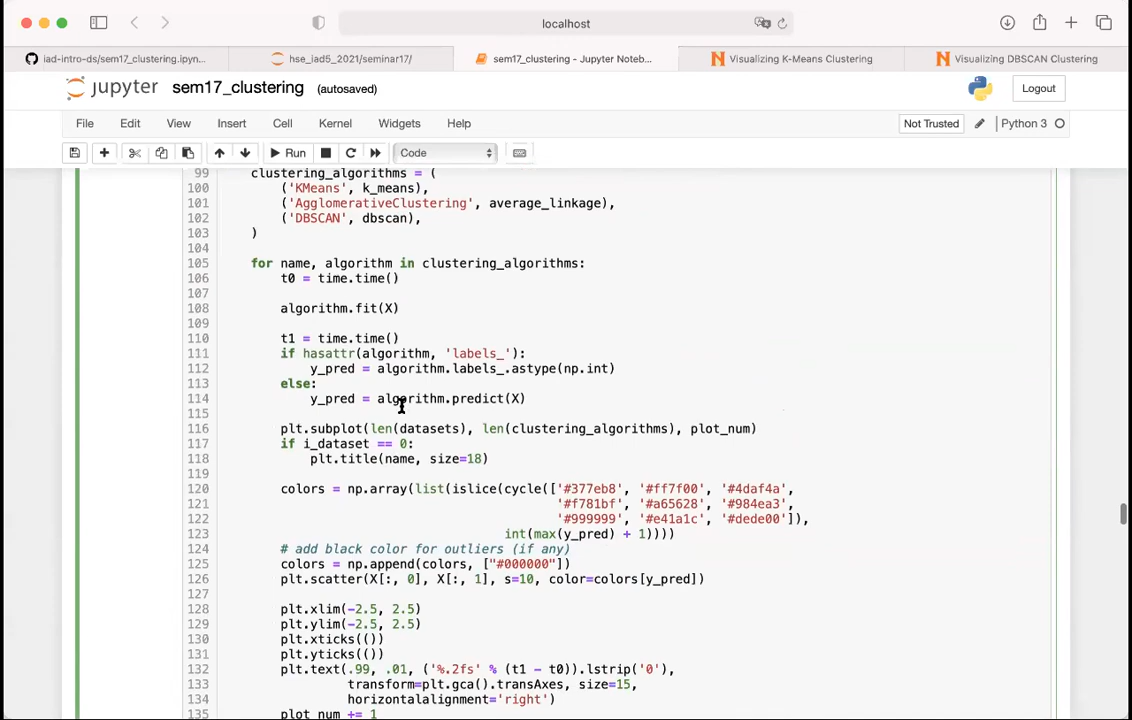 localhost
iad-intro-ds/sem17_clustering.ipyn...
hse_iad5_2021/seminar17/
sem17_clustering - Jupyter Noteb...
Visualizing K-Means Clustering
Visualizing DBSCAN Clustering
jupyter sem17_clustering (autosaved)
Logout
File Edit View Insert Cell Kernel Widgets Help
Not Trusted
Python 3
Run
Code
99 clustering_algorithms = (
100 ('KMeans', k_means),
101 ('AgglomerativeClustering', average_linkage),
102 ('DBSCAN', dbscan),
103 )
104
105 for name, algorithm in clustering_algorithms:
106 t0 = time.time()
107
108 algorithm.fit(X)
109
110 t1 = time.time()
111 if hasattr(algorithm, 'labels_'):
112 y_pred = algorithm.labels_.astype(np.int)
113 else:
114 y_pred = algorithm.predict(X)
115
116 plt.subplot(len(datasets), len(clustering_algorithms), plot_num)
117 if i_dataset == 0:
118 plt.title(name, size=18)
119
120 colors = np.array(list(islice(cycle(['#377eb8', '#ff7f00', '#4daf4a',
121 '#f781bf', '#a65628', '#984ea3',
122 '#999999', '#e41a1c', '#dede00']),
123 int(max(y_pred) + 1))))
124 # add black color for outliers (if any)
125 colors = np.append(colors, ["#000000"])
126 plt.scatter(X[:, 0], X[:, 1], s=10, color=colors[y_pred])
127
128 plt.xlim(-2.5, 2.5)
129 plt.ylim(-2.5, 2.5)
130 plt.xticks(())
131 plt.yticks(())
132 plt.text(.99, .01, ('%.2fs' % (t1 - t0)).lstrip('0'),
133 transform=plt.gca().transAxes, size=15,
134 horizontalalignment='right')
135 plot_num += 1